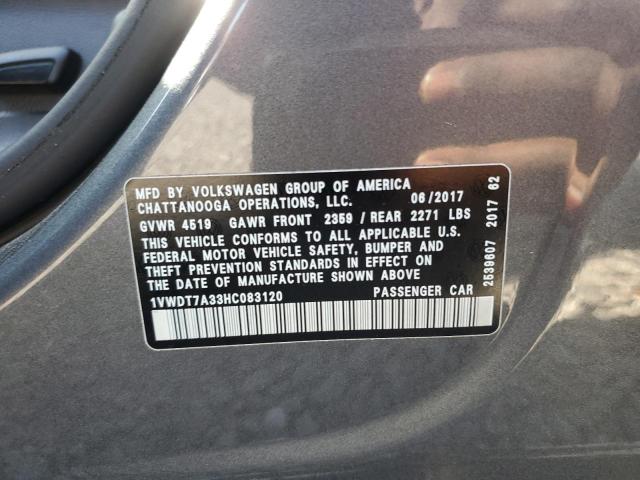 MFD BY VOLKSWAGEN GROUP OF AMERICA
CHATTANOOGA OPERATIONS, LLC. 06/2017
GVWR 4519 GAWR FRONT 2359 / REAR 2271 LBS
THIS VEHICLE CONFORMS TO ALL APPLICABLE U.S.
FEDERAL MOTOR VEHICLE SAFETY, BUMPER AND
THEFT PREVENTION STANDARDS IN EFFECT ON
THE DATE OF MANUFACTURE SHOWN ABOVE
1VWDT7A33HC083120 PASSENGER CAR
2539607 2017 62